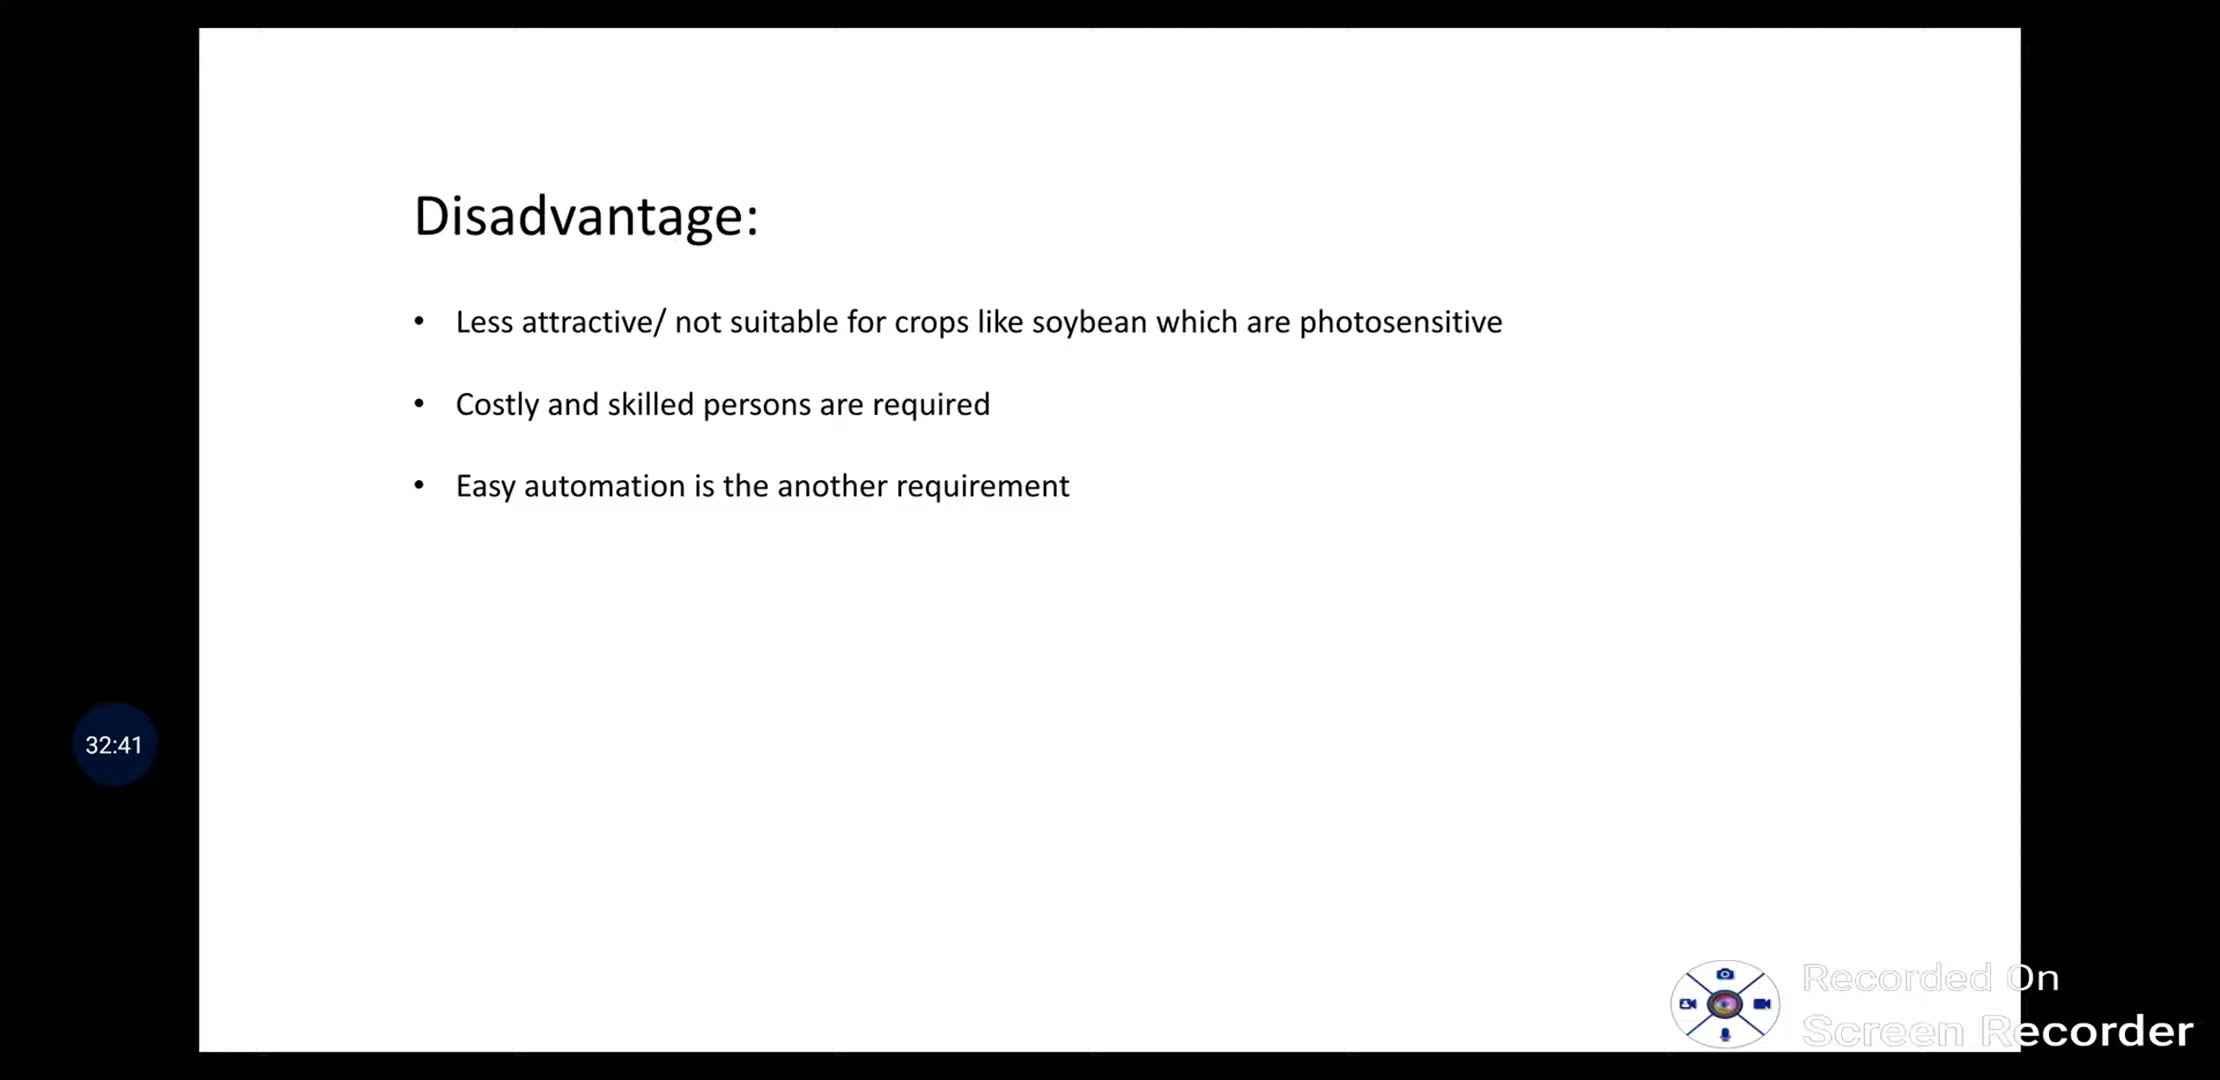 Disadvantage:
• Less attractive/ not suitable for crops like soybean which are photosensitive
• Costly and skilled persons are required
• Easy automation is the another requirement
32:41
Recorded On
Screen Recorder